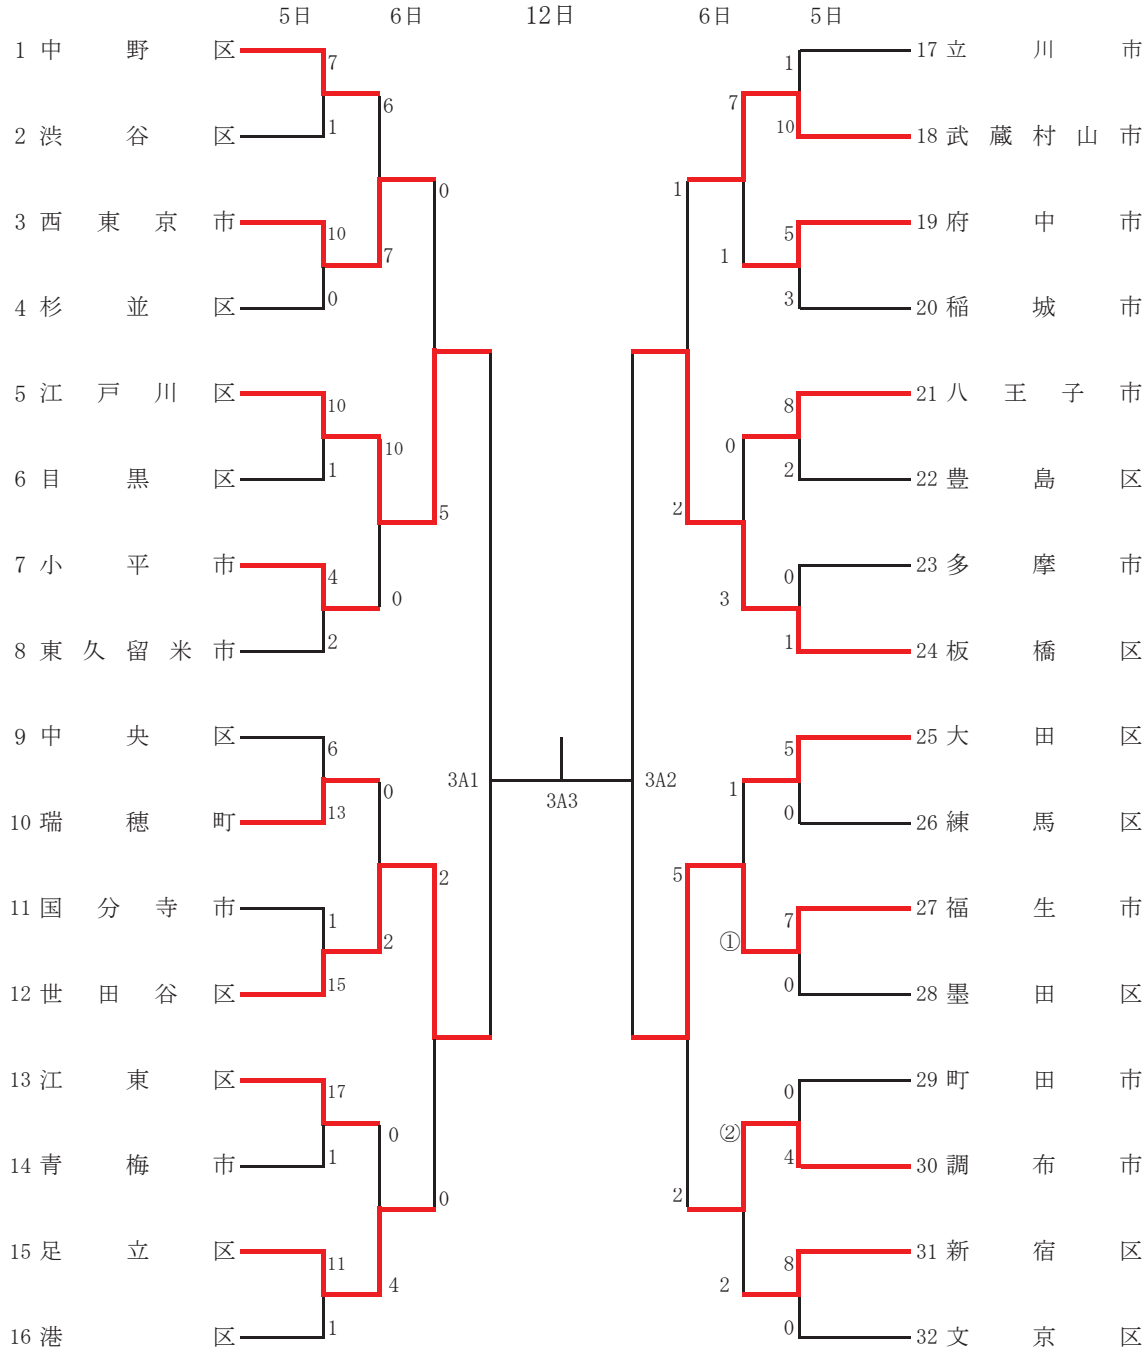 5日 6日 12日 6日 5日
1 中野区 7 1 17 立川市
6 7
2 渋谷区 1 10 18 武蔵村山市
0 1
3 西東京市 10 5 19 府中市
7 1
4 杉並区 0 3 20 稲城市
5 江戸川区 10 8 21 八王子市
10 0
6 目黒区 1 2 22 豊島区
5 2
7 小平市 4 0 23 多摩市
0 3
8 東久留米市 2 1 24 板橋区
9 中央区 6 5 25 大田区
3A1 3A2
0 1
3A3
10 瑞穂町 13 0 26 練馬区
2 5
11 国分寺市 1 7 27 福生市
2 ①
12 世田谷区 15 0 28 墨田区
13 江東区 17 0 29 町田市
0 ②
14 青梅市 1 4 30 調布市
0 2
15 足立区 11 8 31 新宿区
4 2
16 港区 1 0 32 文京区